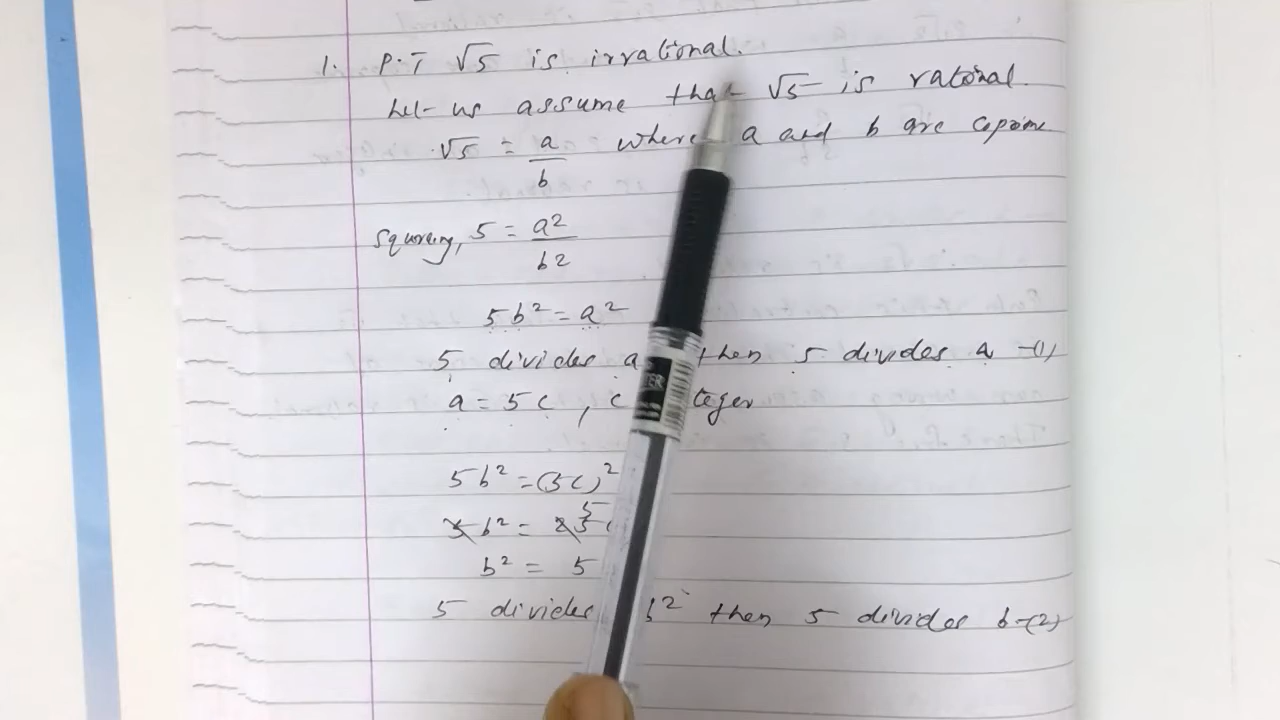 1. P.T √5 is irrational.
Let us assume that √5 is rational.
√5 = a/b where a and b are coprime
Squaring, 5 = a²/b²
5b² = a²
5 divides a then 5 divides a -(1)
a = 5c, c
5b² = (5c)²
5b² = 25
b² = 5
5 divides b² then 5 divides b -(2)